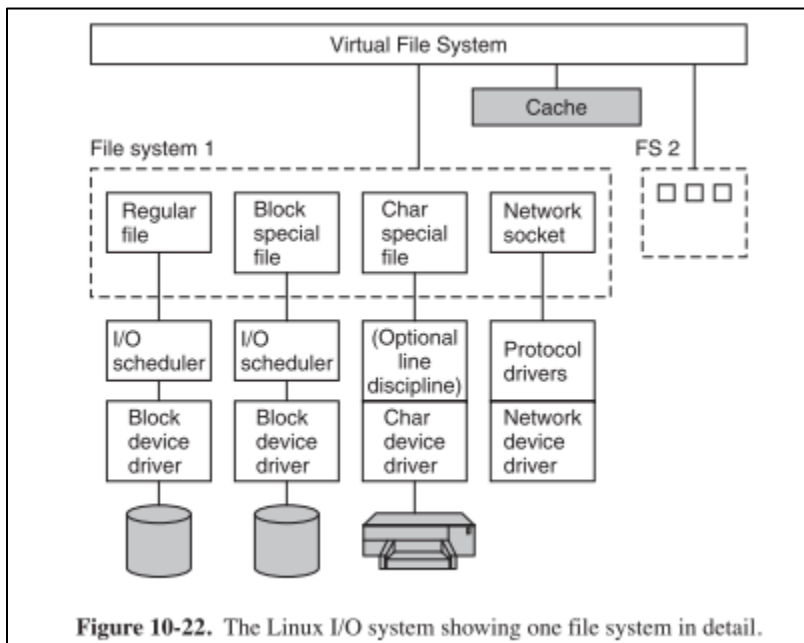 Virtual File System
Cache
File system 1
FS 2
Regular
file
Block
special
file
Char
special
file
Network
socket
I/O
scheduler
I/O
scheduler
(Optional
line
discipline)
Protocol
drivers
Block
device
driver
Block
device
driver
Char
device
driver
Network
device
driver
Figure 10-22. The Linux I/O system showing one file system in detail.